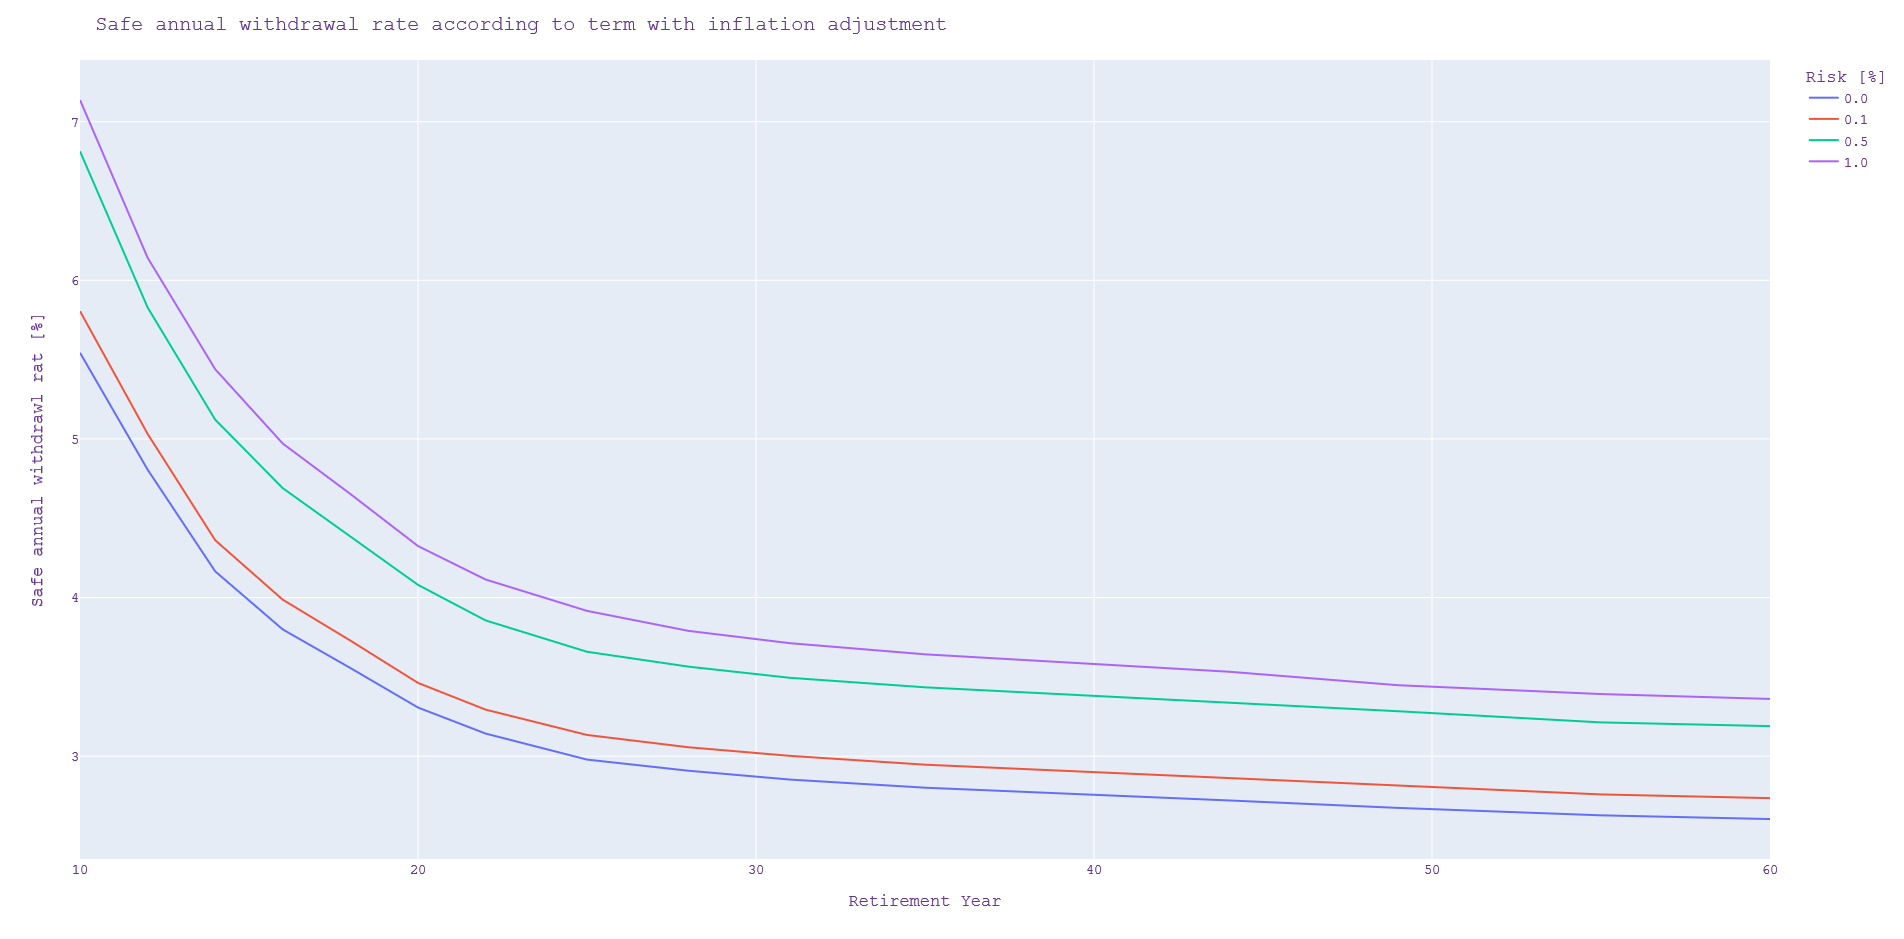 Safe annual withdrawal rate according to term with inflation adjustment
Risk [%]
0.0
0.1
0.5
1.0
Safe annual withdrawl rat [%]
7
6
5
4
3
10 20 30 40 50 60
Retirement Year